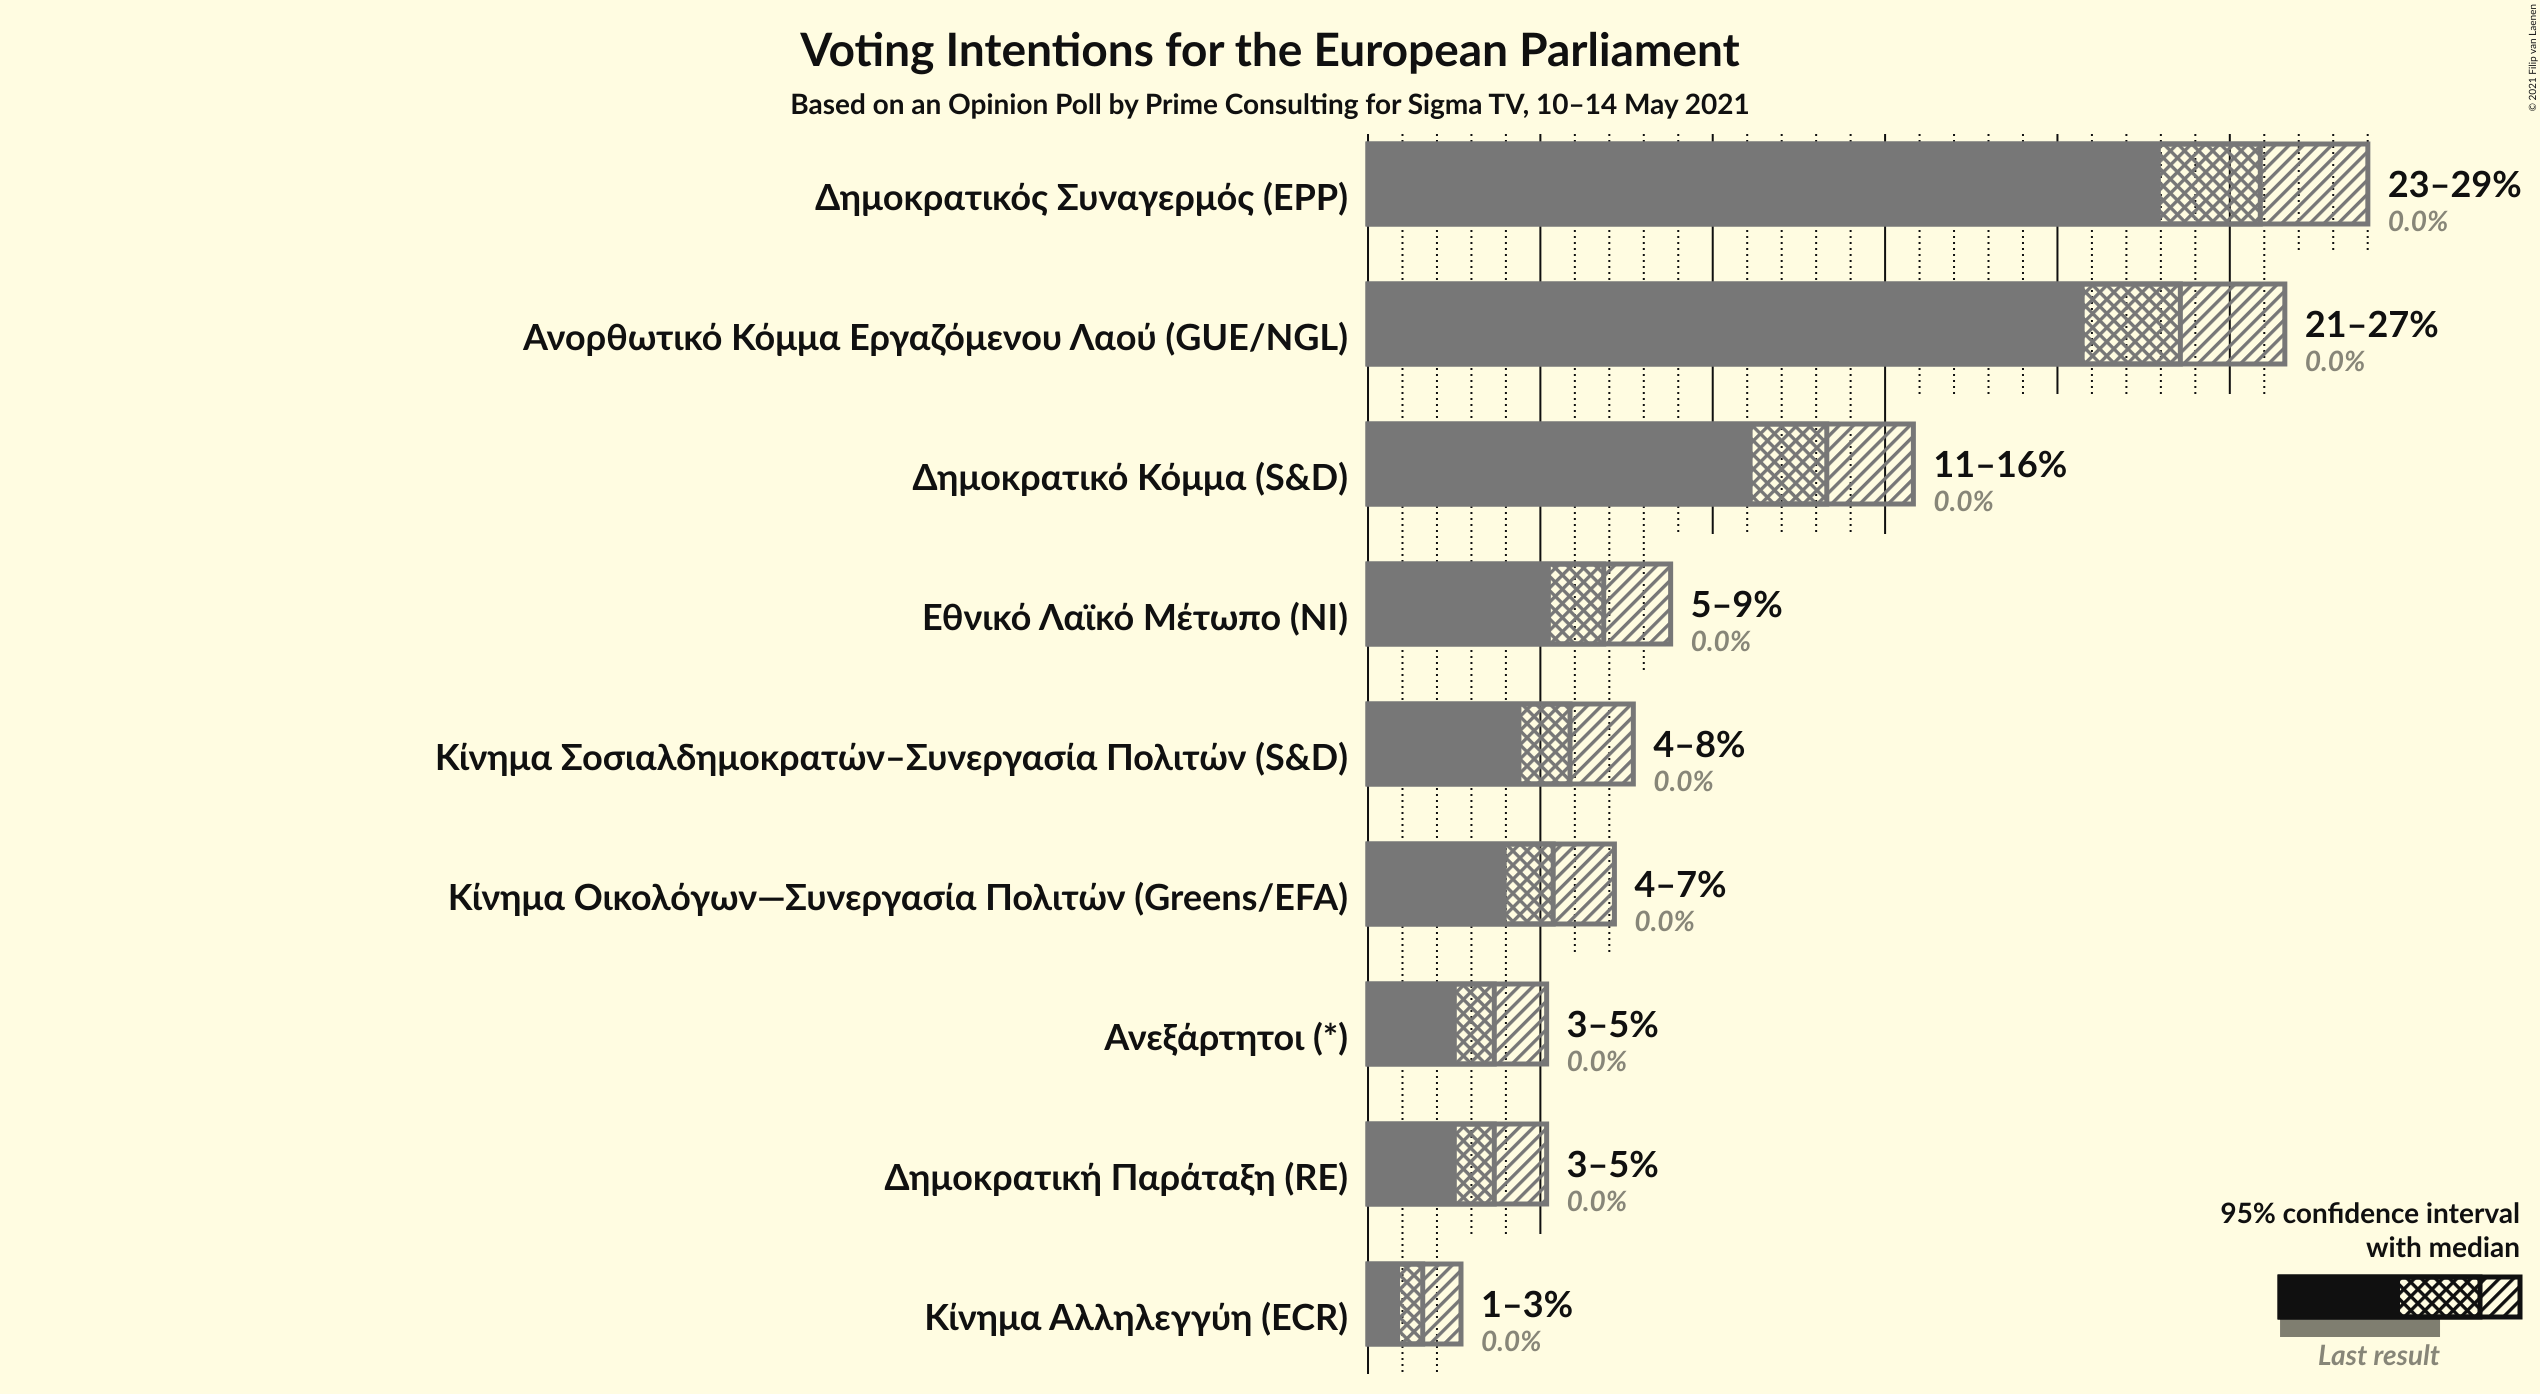 Voting Intentions for the European Parliament
Based on an Opinion Poll by Prime Consulting for Sigma TV, 10–14 May 2021
© 2021 Filip van Laenen
Δημοκρατικός Συναγερμός (EPP)
23–29%
0.0%
Ανορθωτικό Κόμμα Εργαζόμενου Λαού (GUE/NGL)
21–27%
0.0%
Δημοκρατικό Κόμμα (S&D)
11–16%
0.0%
Εθνικό Λαϊκό Μέτωπο (NI)
5–9%
0.0%
Κίνημα Σοσιαλδημοκρατών–Συνεργασία Πολιτών (S&D)
4–8%
0.0%
Κίνημα Οικολόγων—Συνεργασία Πολιτών (Greens/EFA)
4–7%
0.0%
Ανεξάρτητοι (*)
3–5%
0.0%
Δημοκρατική Παράταξη (RE)
3–5%
0.0%
Κίνημα Αλληλεγγύη (ECR)
1–3%
0.0%
95% confidence interval
with median
Last result